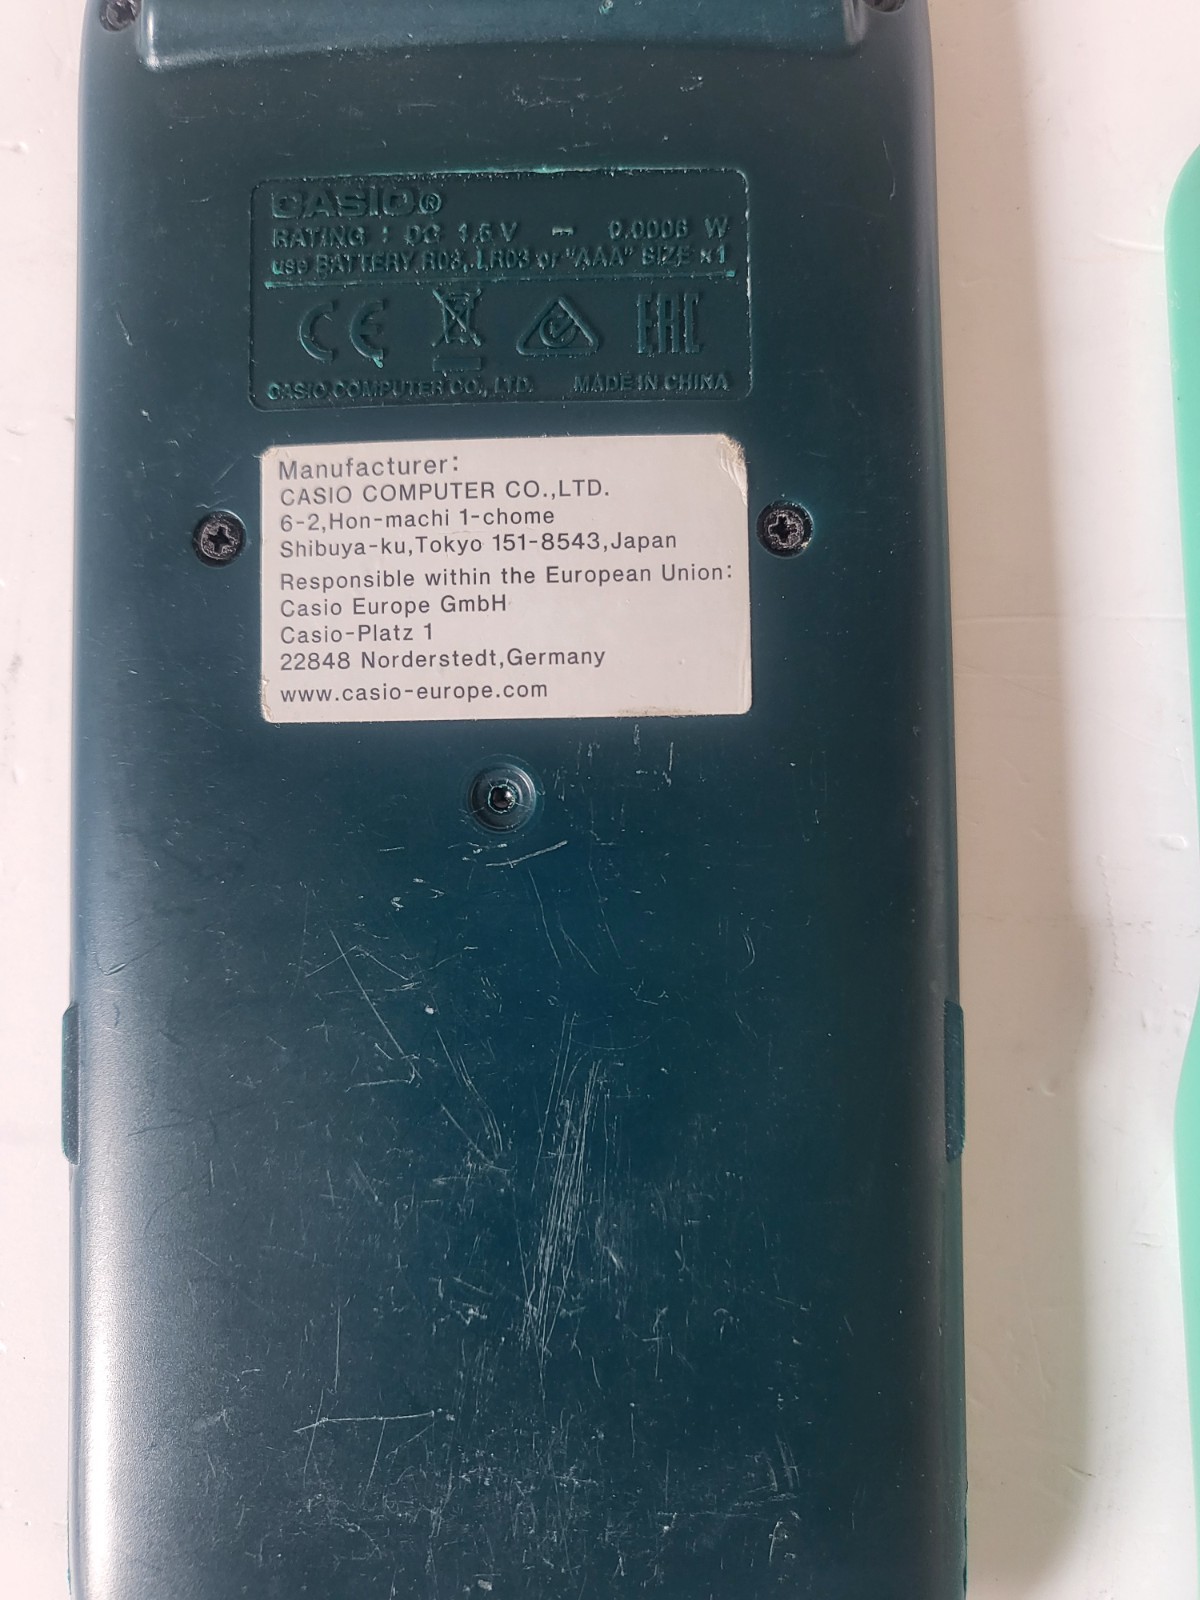 CASIO®
RATING : DC 1.5 V ⎓ 0.0006 W
use BATTERY R03, LR03 or "AAA" SIZE ×1
CE EAC
CASIO COMPUTER CO., LTD. MADE IN CHINA
Manufacturer:
CASIO COMPUTER CO.,LTD.
6-2,Hon-machi 1-chome
Shibuya-ku,Tokyo 151-8543,Japan
Responsible within the European Union:
Casio Europe GmbH
Casio-Platz 1
22848 Norderstedt,Germany
www.casio-europe.com